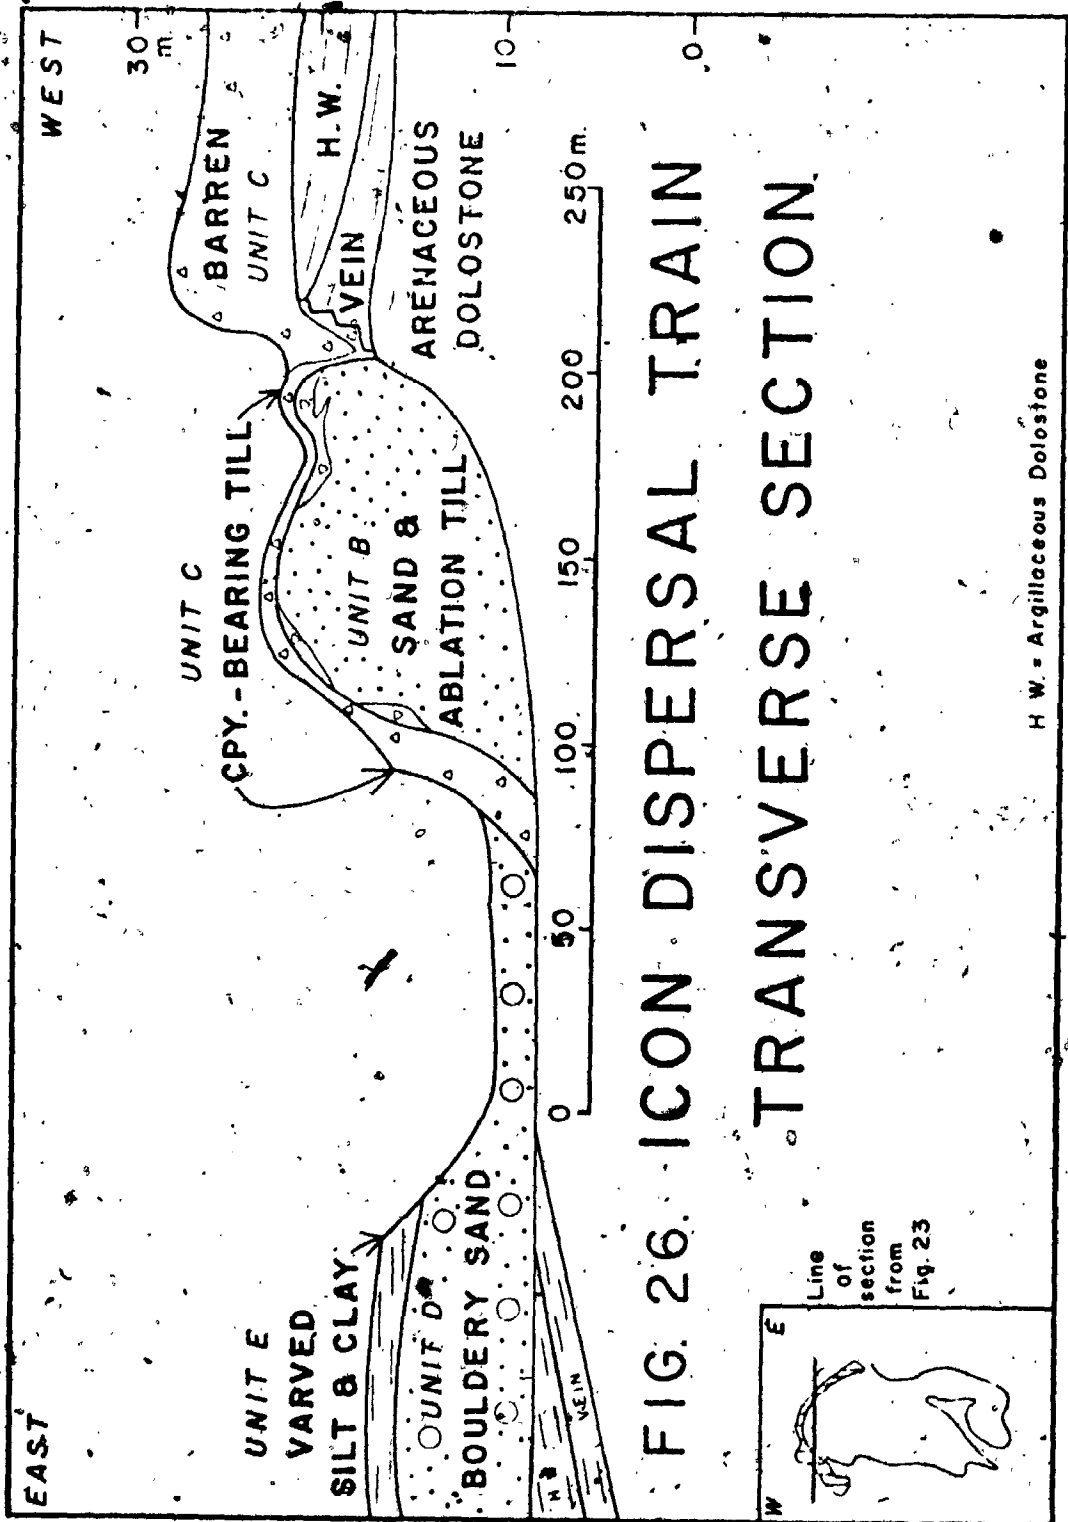 EAST
WEST
UNIT E
VARVED
SILT & CLAY
UNIT D
BOULDERY SAND
H W
VEIN
UNIT C
CPY.-BEARING TILL
UNIT B
SAND &
ABLATION TILL
BARREN
UNIT C
H.W.
VEIN
ARENACEOUS
DOLOSTONE
30
m
10
0
0 50 100 150 200 250m.
FIG. 26. ICON DISPERSAL TRAIN
TRANSVERSE SECTION
W E
Line
of
section
from
Fig. 23
H W. = Argillaceous Dolostone